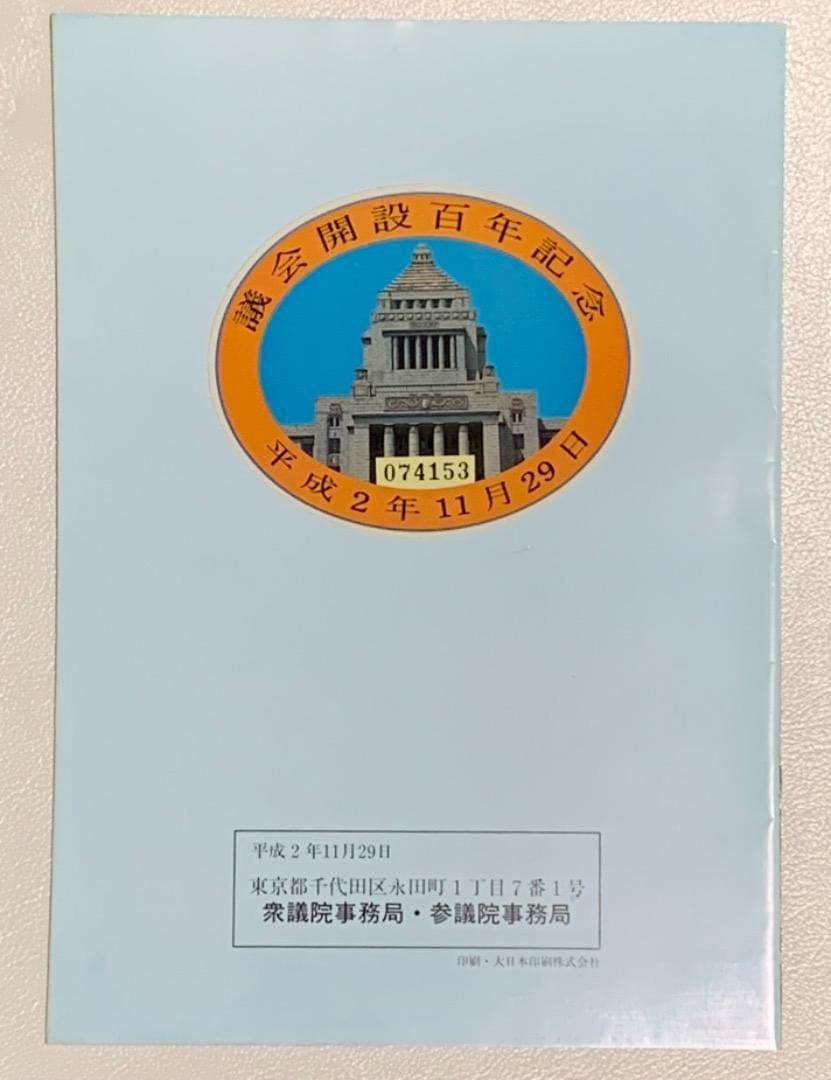 議会開設百年記念
074153
平成2年11月29日
平成2年11月29日
東京都千代田区永田町1丁目7番1号
衆議院事務局・参議院事務局
印刷・大日本印刷株式会社